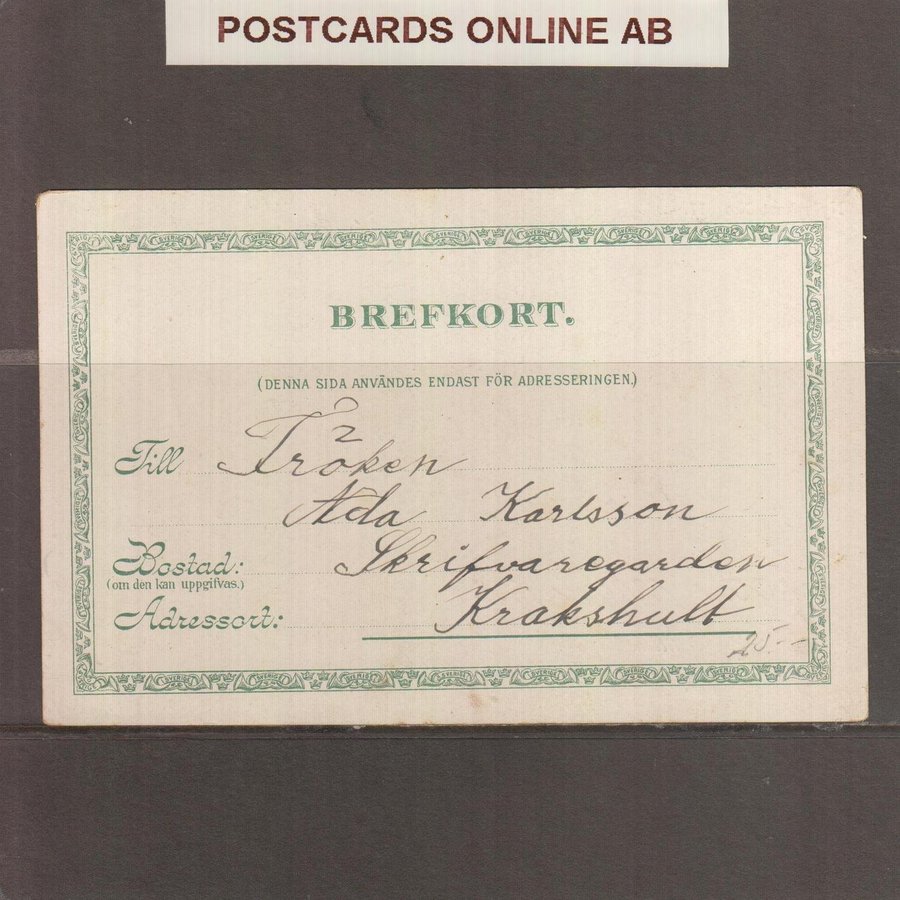 POSTCARDS ONLINE AB
BREFKORT.
(DENNA SIDA ANVÄNDES ENDAST FÖR ADRESSERINGEN.)
Till Fröken
Ada Karlsson
Bostad: Skrifvaregarden
(om den kan uppgifvas.)
Adressort: Krakshult
25.--